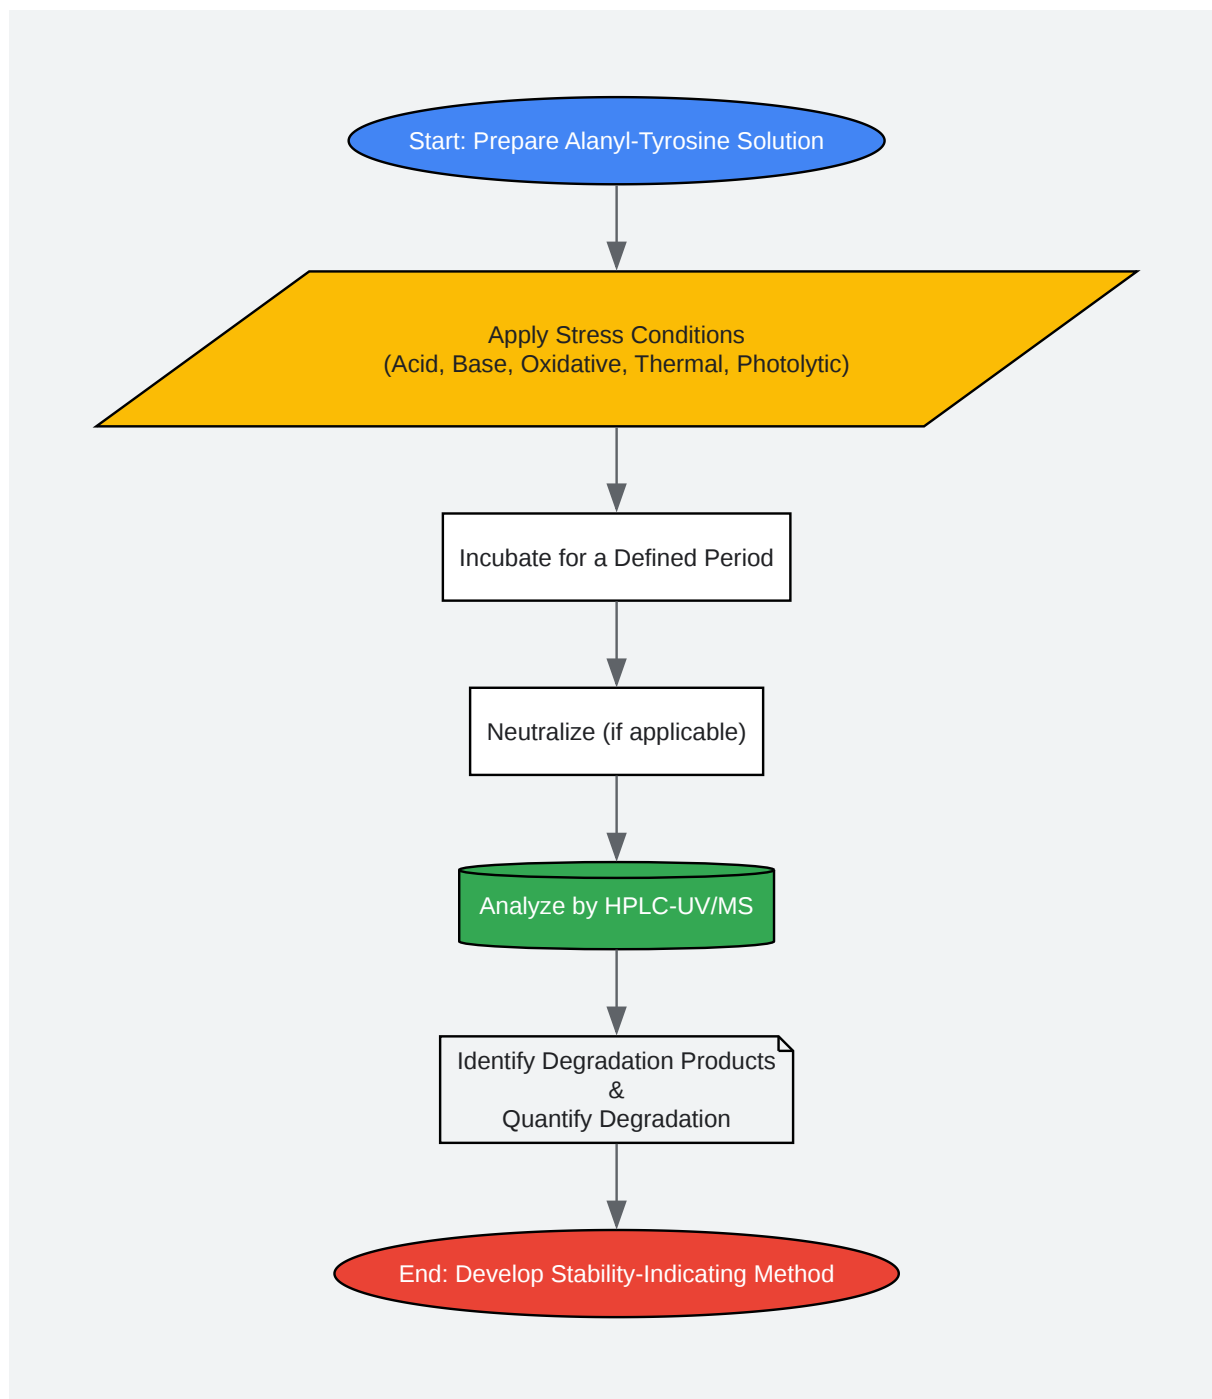 Start: Prepare Alanyl-Tyrosine Solution
Apply Stress Conditions
(Acid, Base, Oxidative, Thermal, Photolytic)
Incubate for a Defined Period
Neutralize (if applicable)
Analyze by HPLC-UV/MS
Identify Degradation Products
&
Quantify Degradation
End: Develop Stability-Indicating Method